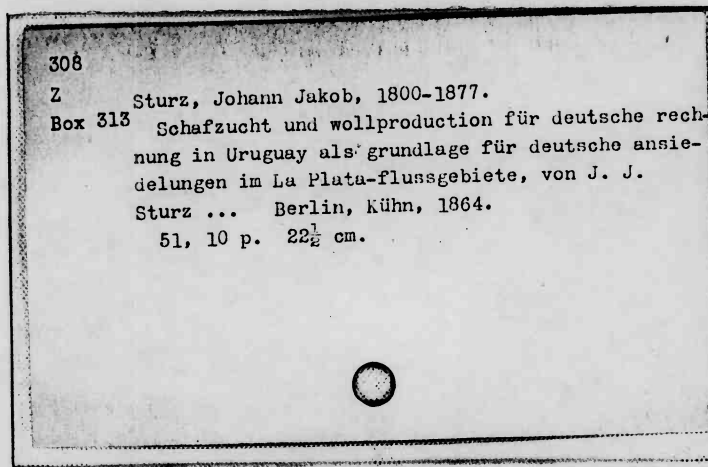 308
Z Sturz, Johann Jakob, 1800-1877.
Box 313 Schafzucht und wollproduction für deutsche rech-
nung in Uruguay als grundlage für deutsche ansie-
delungen im La Plata-flussgebiete, von J. J.
Sturz ... Berlin, Kühn, 1864.
51, 10 p. 22½ cm.